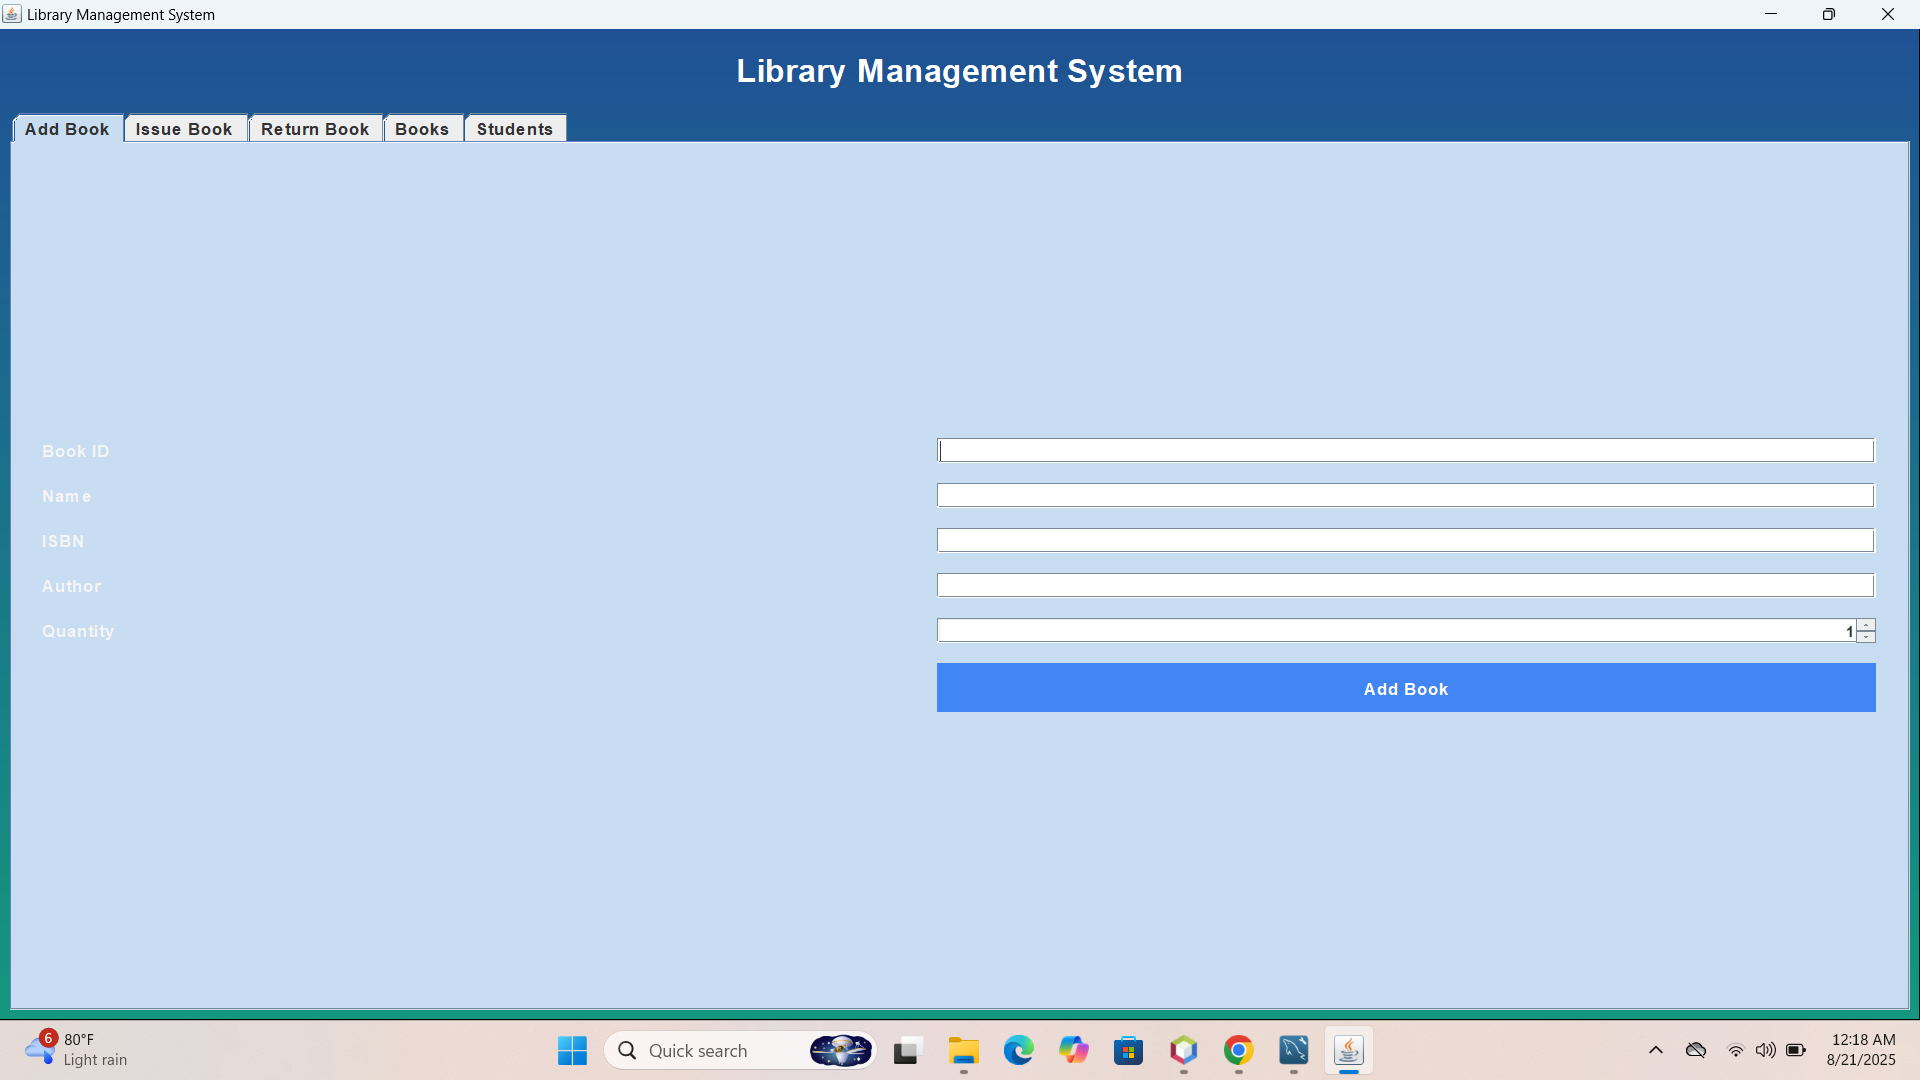 Library Management System
Library Management System
Add Book Issue Book Return Book Books Students
Book ID
Name
ISBN
Author
Quantity 1
Add Book
6 80°F
Light rain
Quick search
12:18 AM
8/21/2025